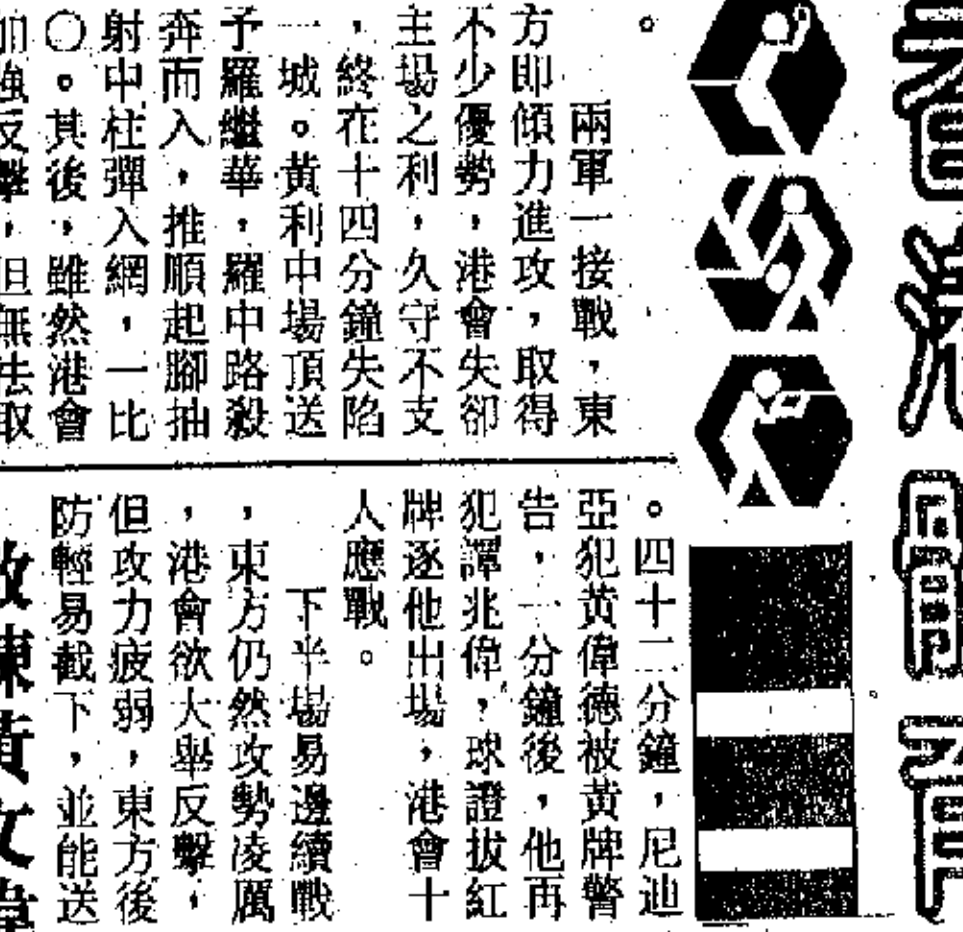 。
兩軍一接戰，東
方即傾力進攻，取得
不少優勢，港會失卻
主場之利，久守不支
，終在十四分鐘失陷
一城。黃利中場頂送
予羅繼華，羅中路殺
奔而入，推順起腳抽
射中柱彈入網，一比
○。其後，雖然港會
加強反擊，但無法取
。四十二分鐘，尼迪
亞犯黃偉德被黃牌警
告，一分鐘後，他再
犯譚兆偉，球證拔紅
牌逐他出場，港會十
人應戰。
下半場易邊續戰
，東方仍然攻勢凌厲
，港會欲大舉反擊，
但攻力疲弱，東方後
防輕易截下，並能送